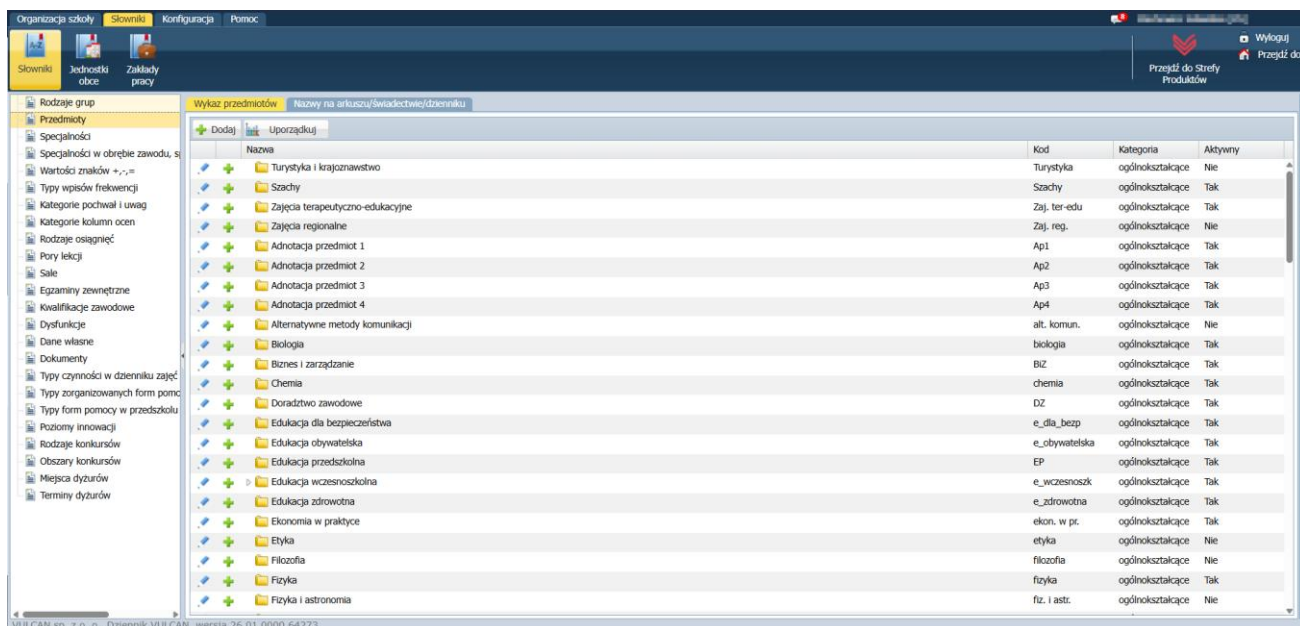 Organizacja szkoły Słowniki Konfiguracja Pomoc
Słowniki
Jednostki obce
Zakłady pracy
Przejdź do Strefy Produktów
Wyloguj
Przejdź do
Rodzaje grup
Przedmioty
Specjalności
Specjalności w obrębie zawodu, s
Wartości znaków +,-,=
Typy wpisów frekwencji
Kategorie pochwał i uwag
Kategorie kolumn ocen
Rodzaje osiągnięć
Pory lekcji
Sale
Egzaminy zewnętrzne
Kwalifikacje zawodowe
Dysfunkcje
Dane własne
Dokumenty
Typy czynności w dzienniku zajęć
Typy zorganizowanych form pomo
Typy form pomocy w przedszkolu
Poziomy innowacji
Rodzaje konkursów
Obszary konkursów
Miejsca dyżurów
Terminy dyżurów
Wykaz przedmiotów Nazwy na arkuszu/świadectwie/dzienniku
Dodaj Uporządkuj
Nazwa Kod Kategoria Aktywny
Turystyka i krajoznawstwo Turystyka ogólnokształcące Nie
Szachy Szachy ogólnokształcące Tak
Zajęcia terapeutyczno-edukacyjne Zaj. ter-edu ogólnokształcące Tak
Zajęcia regionalne Zaj. reg. ogólnokształcące Nie
Adnotacja przedmiot 1 Ap1 ogólnokształcące Tak
Adnotacja przedmiot 2 Ap2 ogólnokształcące Tak
Adnotacja przedmiot 3 Ap3 ogólnokształcące Tak
Adnotacja przedmiot 4 Ap4 ogólnokształcące Tak
Alternatywne metody komunikacji alt. komun. ogólnokształcące Nie
Biologia biologia ogólnokształcące Tak
Biznes i zarządzanie BiZ ogólnokształcące Tak
Chemia chemia ogólnokształcące Tak
Doradztwo zawodowe DZ ogólnokształcące Tak
Edukacja dla bezpieczeństwa e_dla_bezp ogólnokształcące Tak
Edukacja obywatelska e_obywatelska ogólnokształcące Tak
Edukacja przedszkolna EP ogólnokształcące Tak
Edukacja wczesnoszkolna e_wczesnoszk ogólnokształcące Tak
Edukacja zdrowotna e_zdrowotna ogólnokształcące Tak
Ekonomia w praktyce ekon. w pr. ogólnokształcące Tak
Etyka etyka ogólnokształcące Nie
Filozofia filozofia ogólnokształcące Nie
Fizyka fizyka ogólnokształcące Tak
Fizyka i astronomia fiz. i astr. ogólnokształcące Nie
VULCAN sp. z o. o., Dziennik VULCAN, wersja 26.01.0000.64273